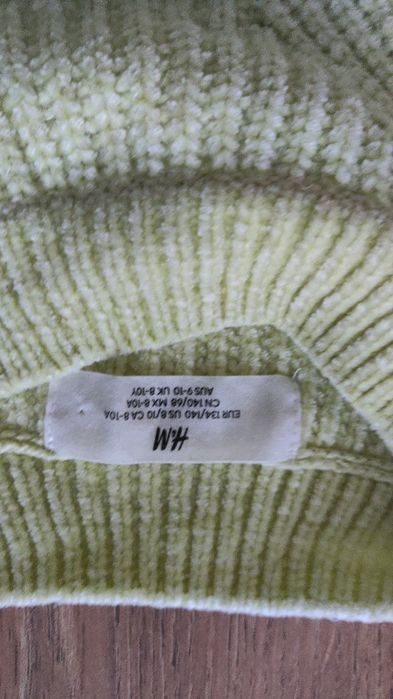 H&M
EUR 134/140 US 8/10 CA 8-10A
CN 140/68 MX 8-10A
AUS 9-10 UK 8-10Y